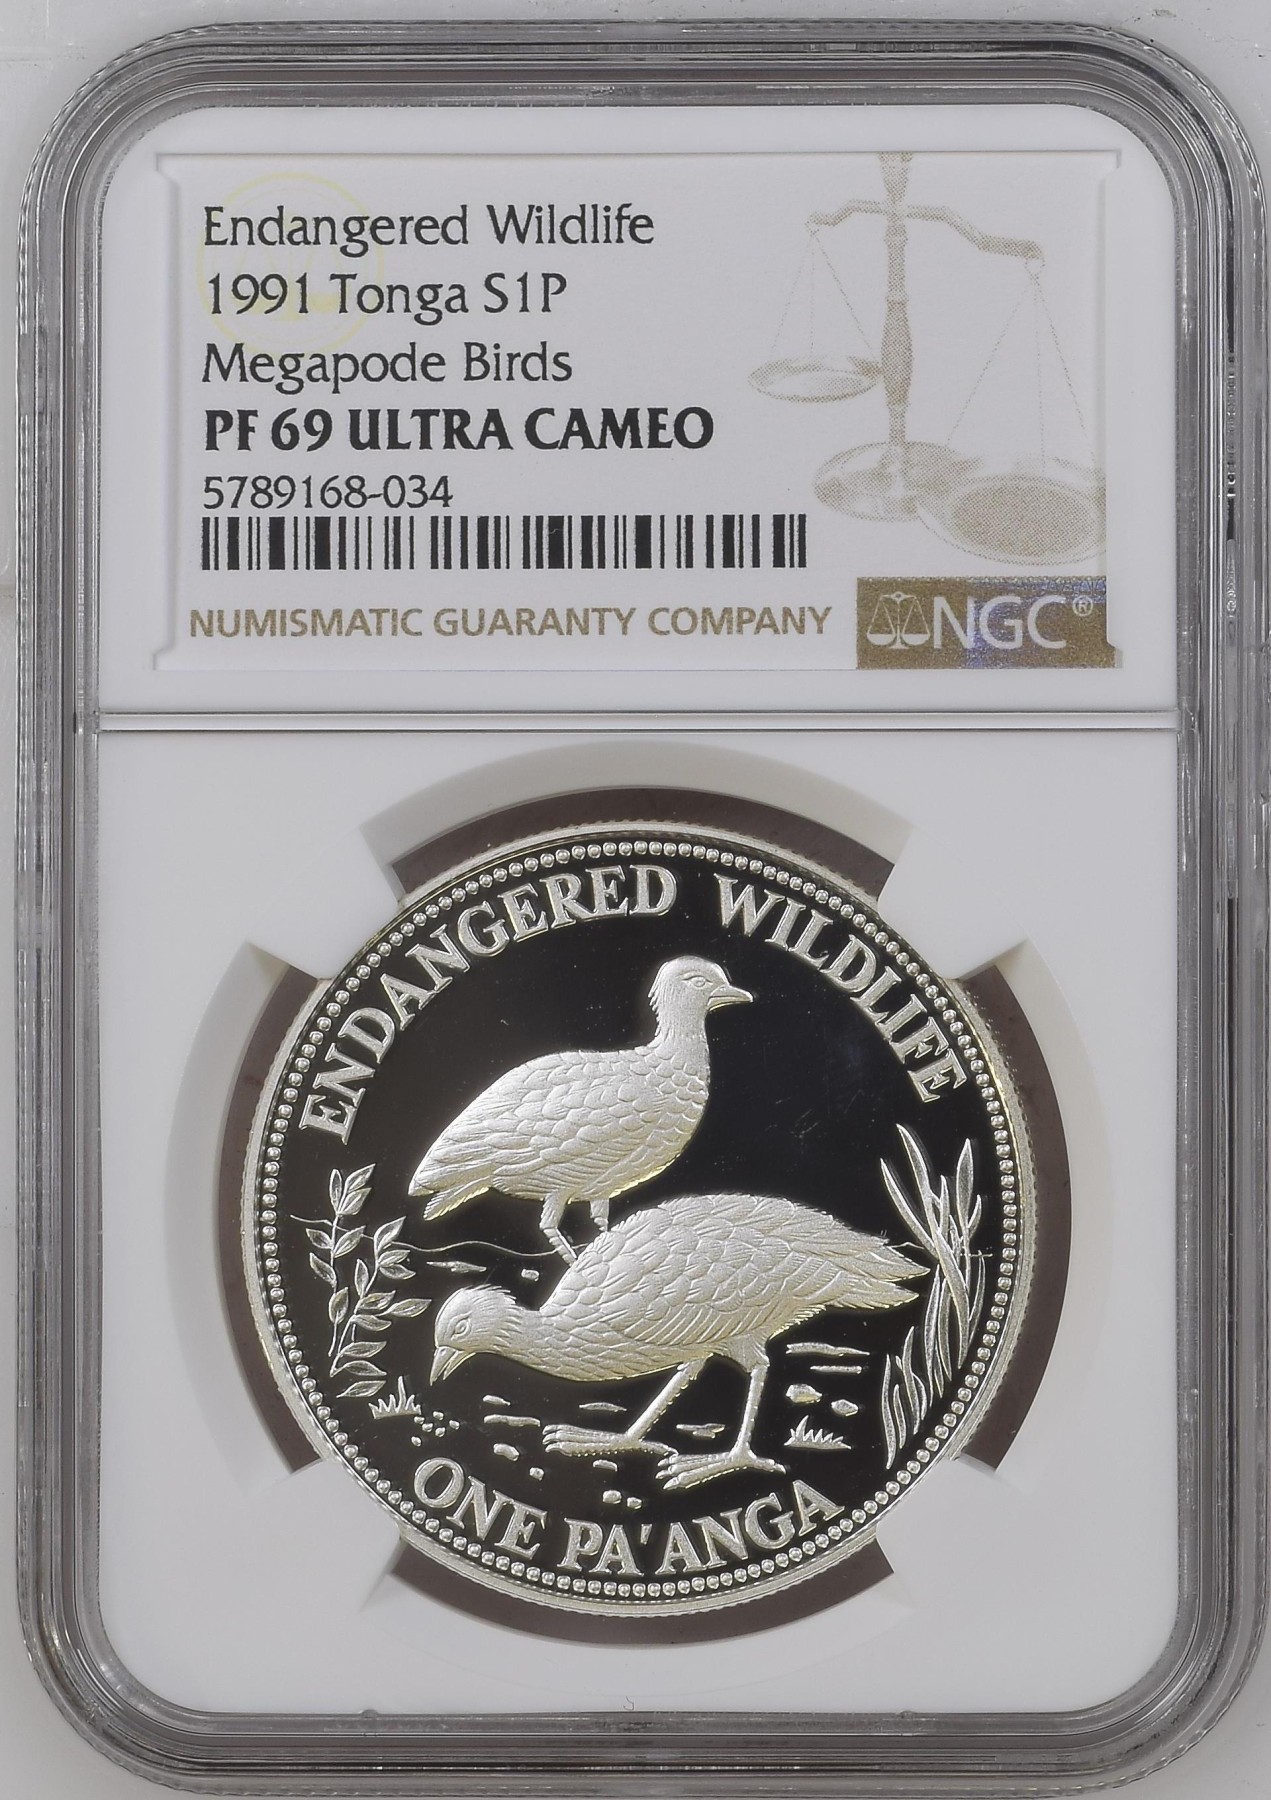 Endangered Wildlife
1991 Tonga S1P
Megapode Birds
PF 69 ULTRA CAMEO
5789168-034
NUMISMATIC GUARANTY COMPANY
NGC®
ENDANGERED WILDLIFE
ONE PA'ANGA